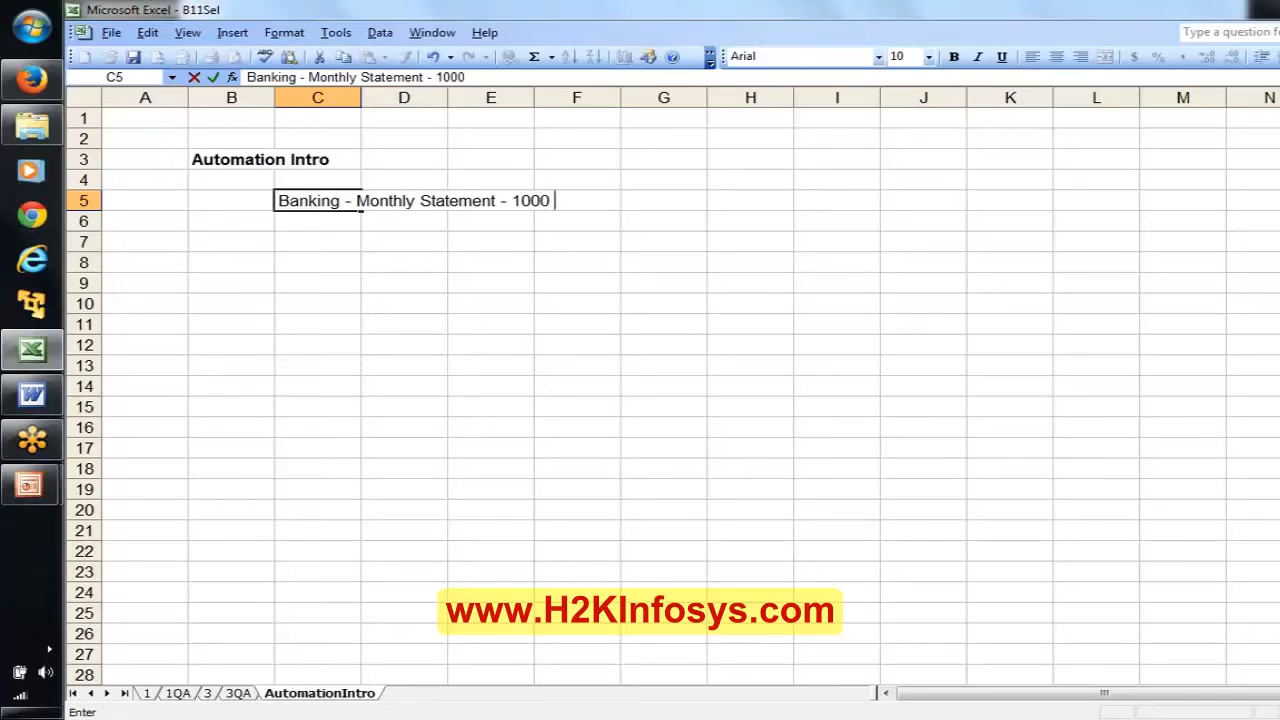 Microsoft Excel - B11Sel
File Edit View Insert Format Tools Data Window Help
Type a question f
Arial 10 B I U $ %
C5 fx Banking - Monthly Statement - 1000
A B C D E F G H I J K L M N
1
2
3 Automation Intro
4
5 Banking - Monthly Statement - 1000
6
7
8
9
10
11
12
13
14
15
16
17
18
19
20
21
22
23
24
www.H2KInfosys.com
25
26
27
28
1 1QA 3 3QA AutomationIntro
Enter